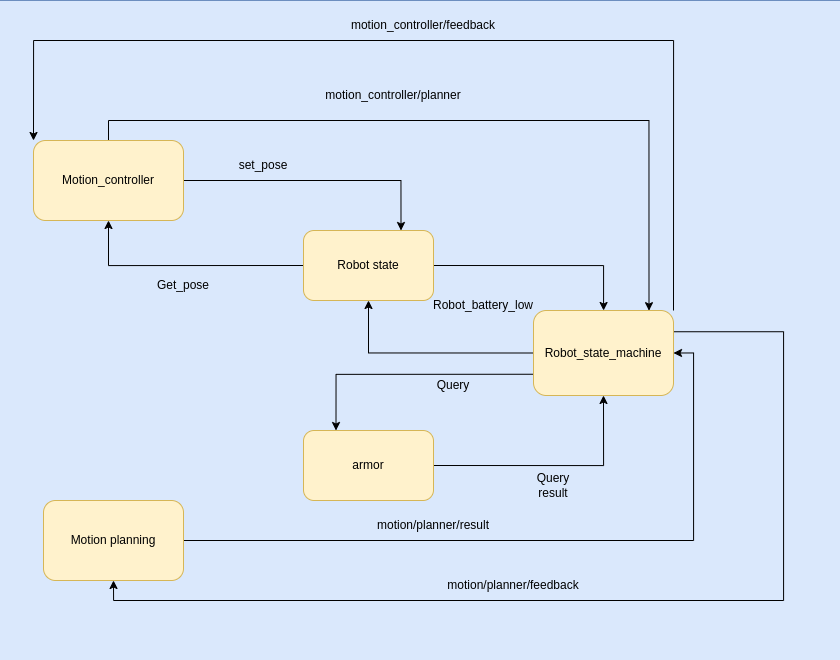 motion_controller/feedback
motion_controller/planner
set_pose
Motion_controller
Robot state
Get_pose
Robot_battery_low
Robot_state_machine
Query
armor
Query
result
motion/planner/result
Motion planning
motion/planner/feedback